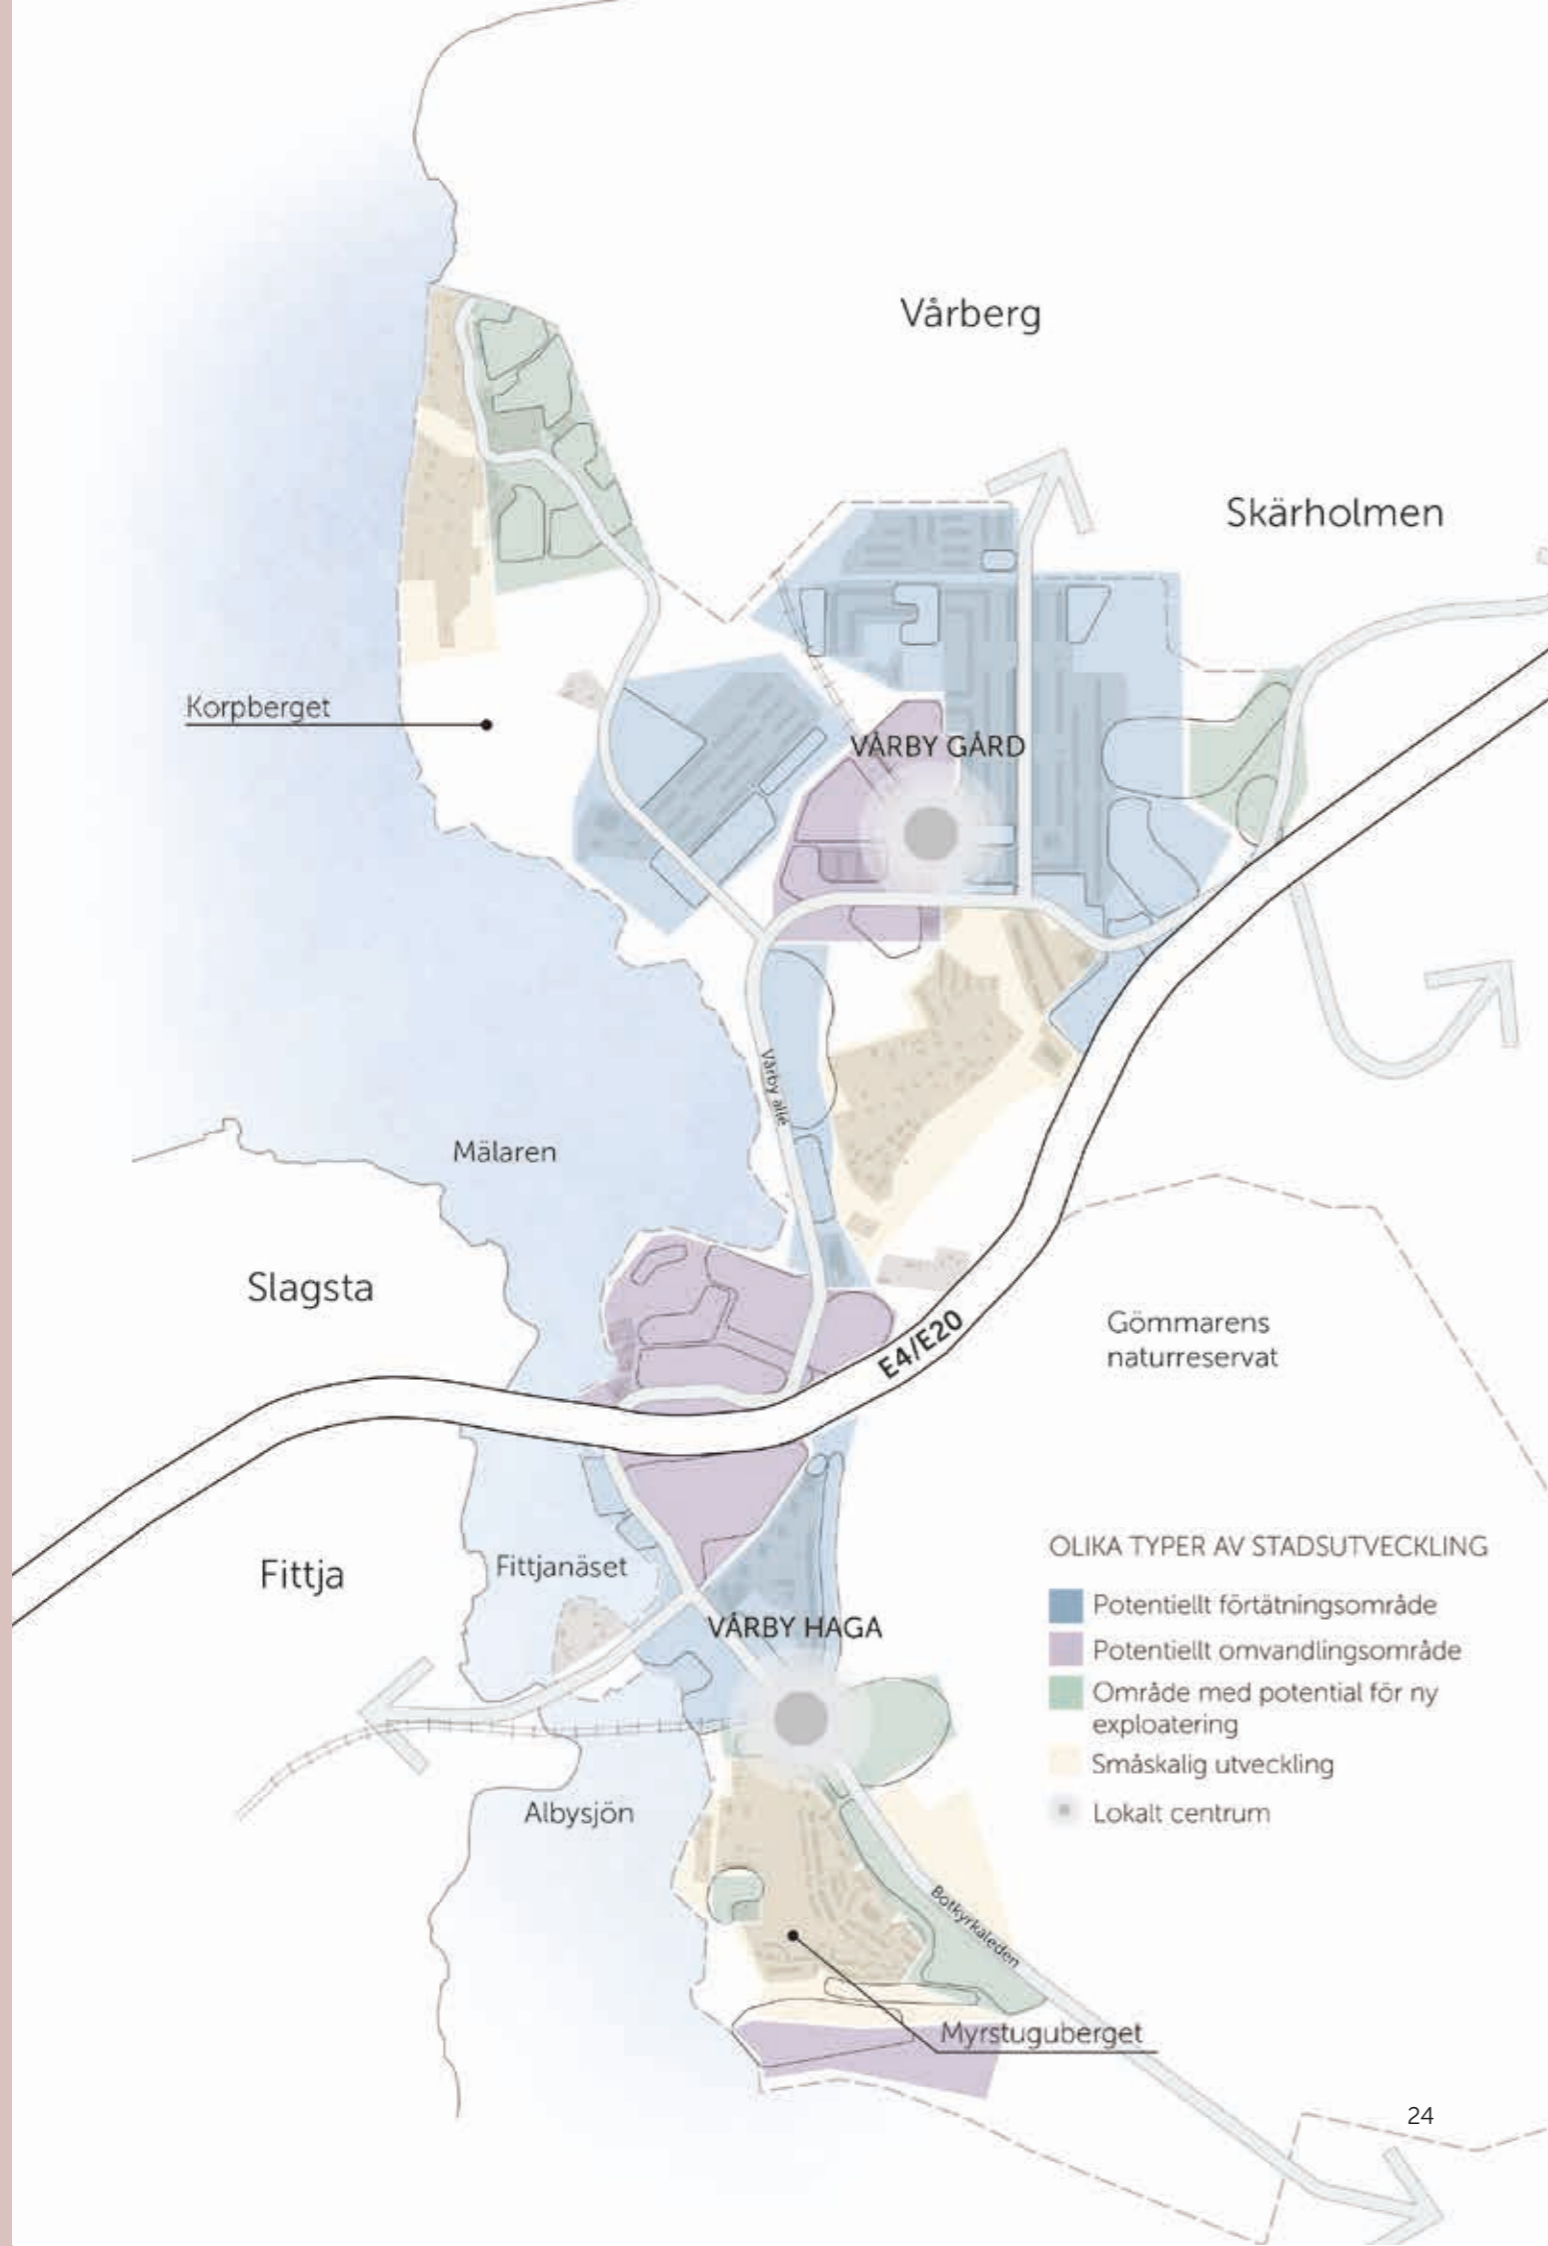 Vårberg
Skärholmen
Korpberget
VÅRBY GÅRD
Vårby allé
Mälaren
Slagsta
E4/E20
Gömmarens
naturreservat
Fittja
Fittjanäset
VÅRBY HAGA
OLIKA TYPER AV STADSUTVECKLING
Potentiellt förtätningsområde
Potentiellt omvandlingsområde
Område med potential för ny
exploatering
Småskalig utveckling
Lokalt centrum
Albysjön
Botkyrkaleden
Myrstuguberget
24